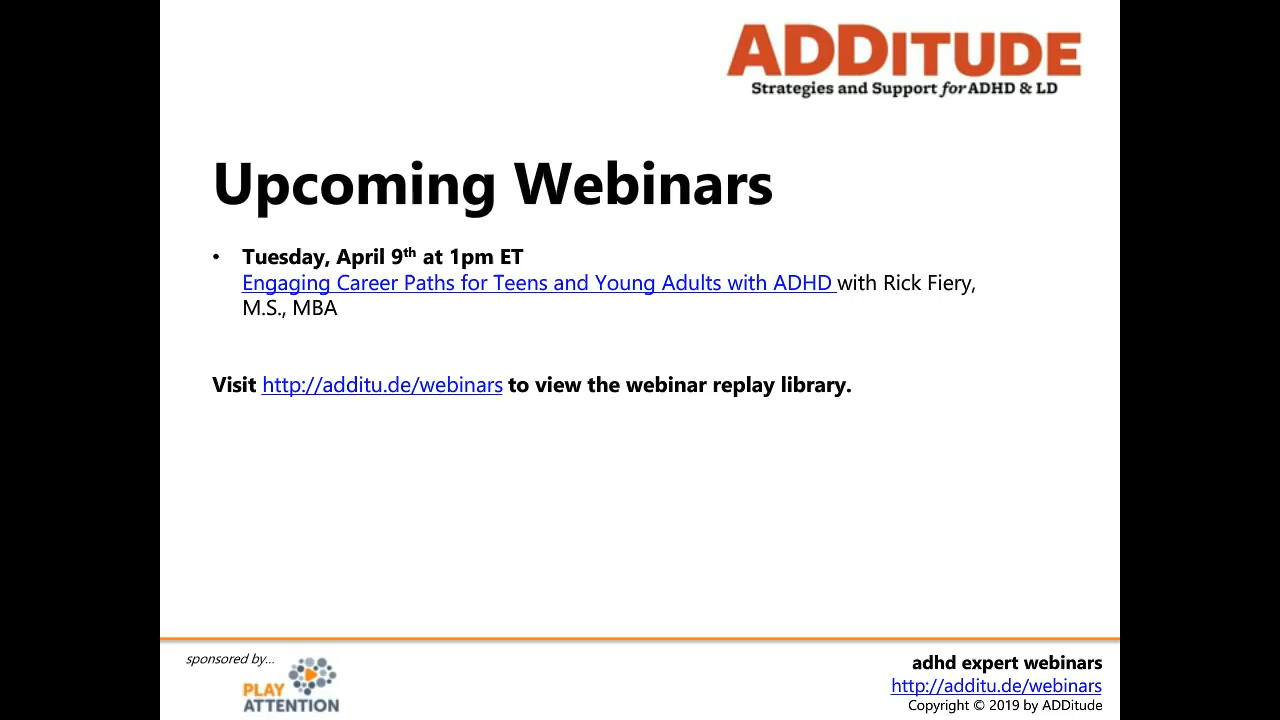 ADDITUDE
Strategies and Support for ADHD & LD
Upcoming Webinars
• Tuesday, April 9th at 1pm ET
Engaging Career Paths for Teens and Young Adults with ADHD with Rick Fiery,
M.S., MBA
Visit http://additu.de/webinars to view the webinar replay library.
sponsored by...
PLAY
ATTENTION
adhd expert webinars
http://additu.de/webinars
Copyright © 2019 by ADDitude